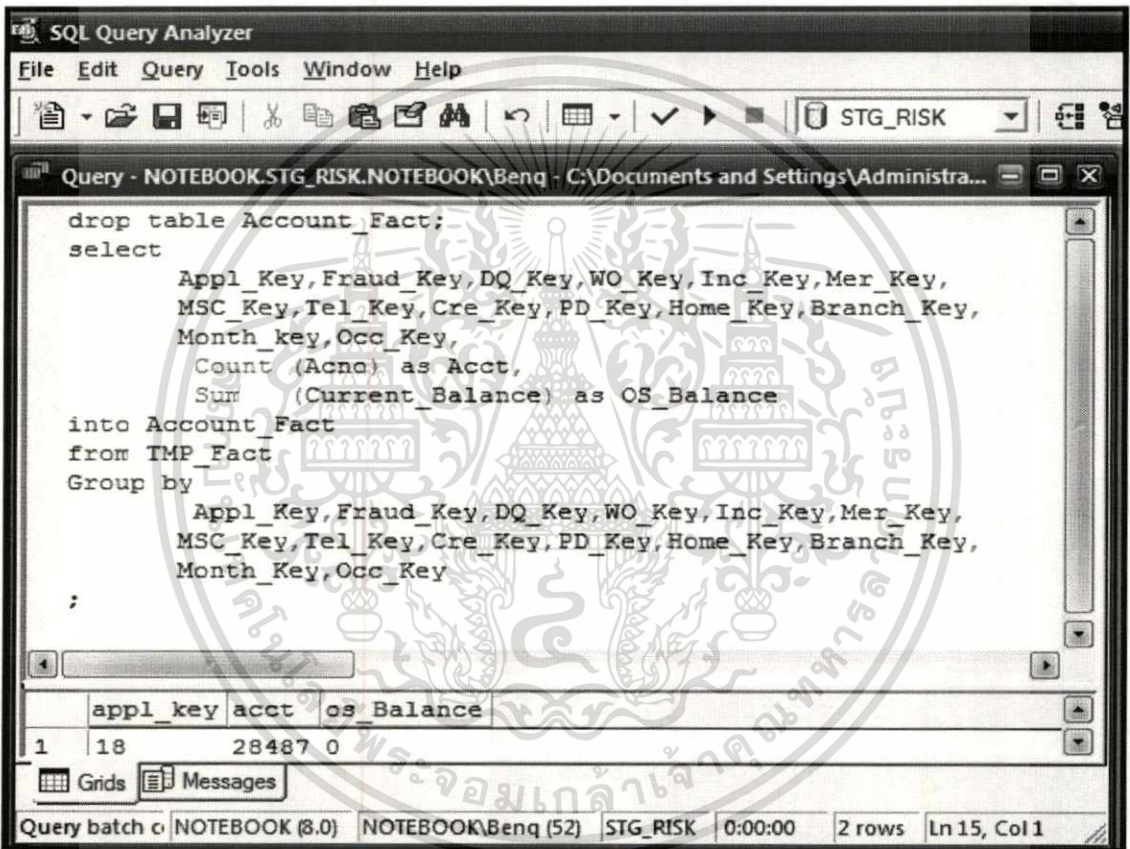 SQL Query Analyzer
File Edit Query Tools Window Help
STG_RISK
Query - NOTEBOOK.STG_RISK.NOTEBOOK\Benq - C:\Documents and Settings\Administra...
drop table Account_Fact;
select
Appl_Key,Fraud_Key,DQ_Key,WO_Key,Inc_Key,Mer_Key,
MSC_Key,Tel_Key,Cre_Key,PD_Key,Home_Key,Branch_Key,
Month_key,Occ_Key,
Count (Acno) as Acct,
Sum (Current_Balance) as OS_Balance
into Account_Fact
from TMP_Fact
Group by
Appl_Key,Fraud_Key,DQ_Key,WO_Key,Inc_Key,Mer_Key,
MSC_Key,Tel_Key,Cre_Key,PD_Key,Home_Key,Branch_Key,
Month_Key,Occ_Key
;
appl_key acct os_Balance
1 18 28487 0
Grids Messages
Query batch c NOTEBOOK (8.0) NOTEBOOK\Benq (52) STG_RISK 0:00:00 2 rows Ln 15, Col 1